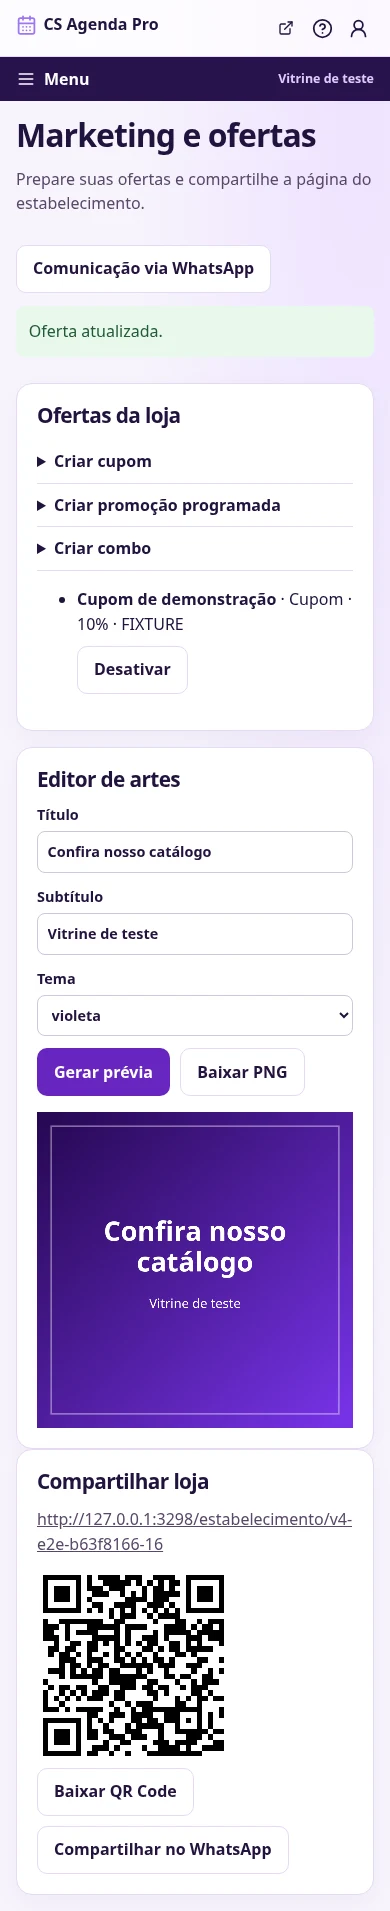 CS Agenda Pro
Menu
Vitrine de teste
Marketing e ofertas
Prepare suas ofertas e compartilhe a página do
estabelecimento.
Comunicação via WhatsApp
Oferta atualizada.
Ofertas da loja
Criar cupom
Criar promoção programada
Criar combo
Cupom de demonstração · Cupom ·
10% · FIXTURE
Desativar
Editor de artes
Título
Confira nosso catálogo
Subtítulo
Vitrine de teste
Tema
violeta
Gerar prévia
Baixar PNG
Confira nosso
catálogo
Vitrine de teste
Compartilhar loja
http://127.0.0.1:3298/estabelecimento/v4-
e2e-b63f8166-16
Baixar QR Code
Compartilhar no WhatsApp